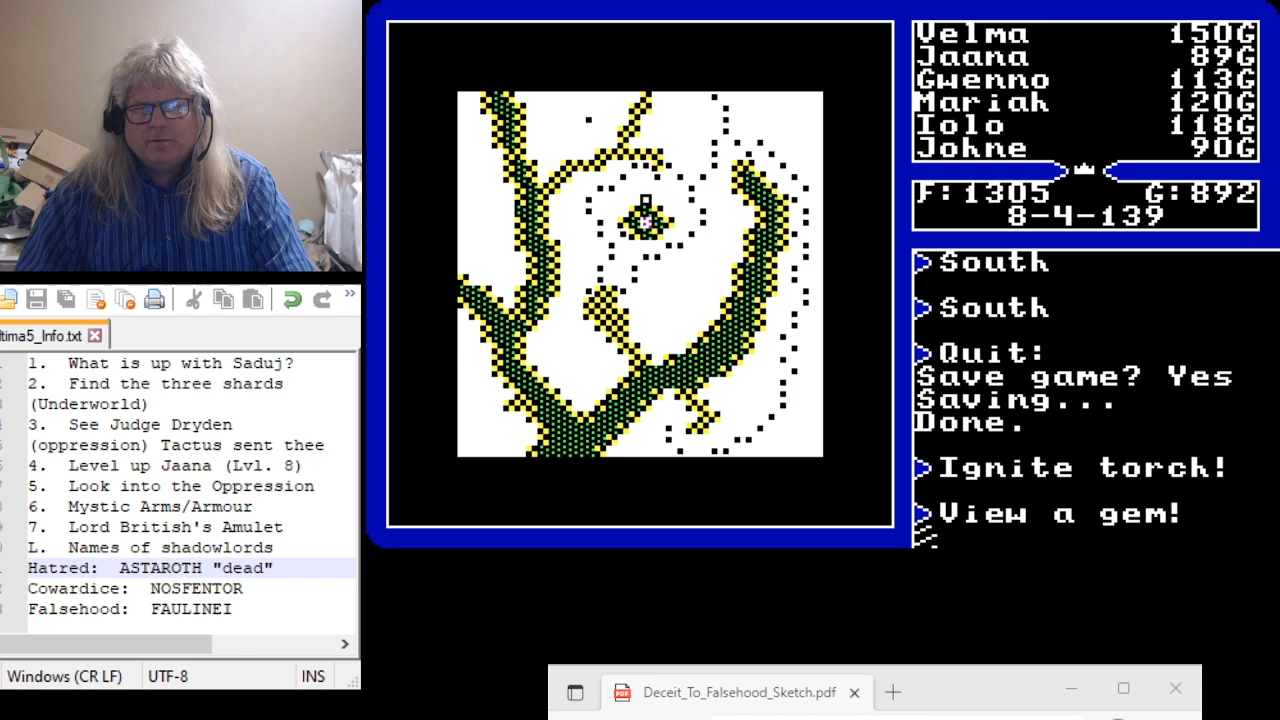 Velma 150G
Jaana 89G
Gwenno 113G
Mariah 120G
Iolo 118G
Johne 90G
F:1305 G:892
8-4-139
South
South
Quit:
Save game? Yes
Saving...
Done.
Ignite torch!
View a gem!
tima5_Info.txt
1. What is up with Saduj?
2. Find the three shards
(Underworld)
3. See Judge Dryden
(oppression) Tactus sent thee
4. Level up Jaana (Lvl. 8)
5. Look into the Oppression
6. Mystic Arms/Armour
7. Lord British's Amulet
L. Names of shadowlords
Hatred: ASTAROTH "dead"
Cowardice: NOSFENTOR
Falsehood: FAULINEI
Windows (CR LF) UTF-8 INS
PDF Deceit_To_Falsehood_Sketch.pdf